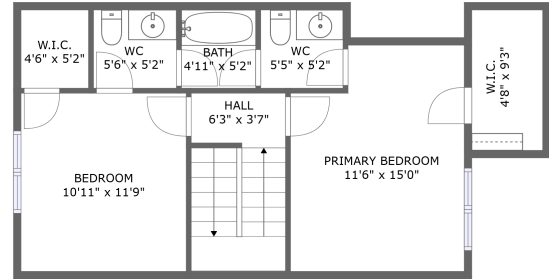 W.I.C.
4'6" x 5'2"
WC
5'6" x 5'2"
BATH
4'11" x 5'2"
WC
5'5" x 5'2"
W.I.C.
4'8" x 9'3"
HALL
6'3" x 3'7"
BEDROOM
10'11" x 11'9"
PRIMARY BEDROOM
11'6" x 15'0"